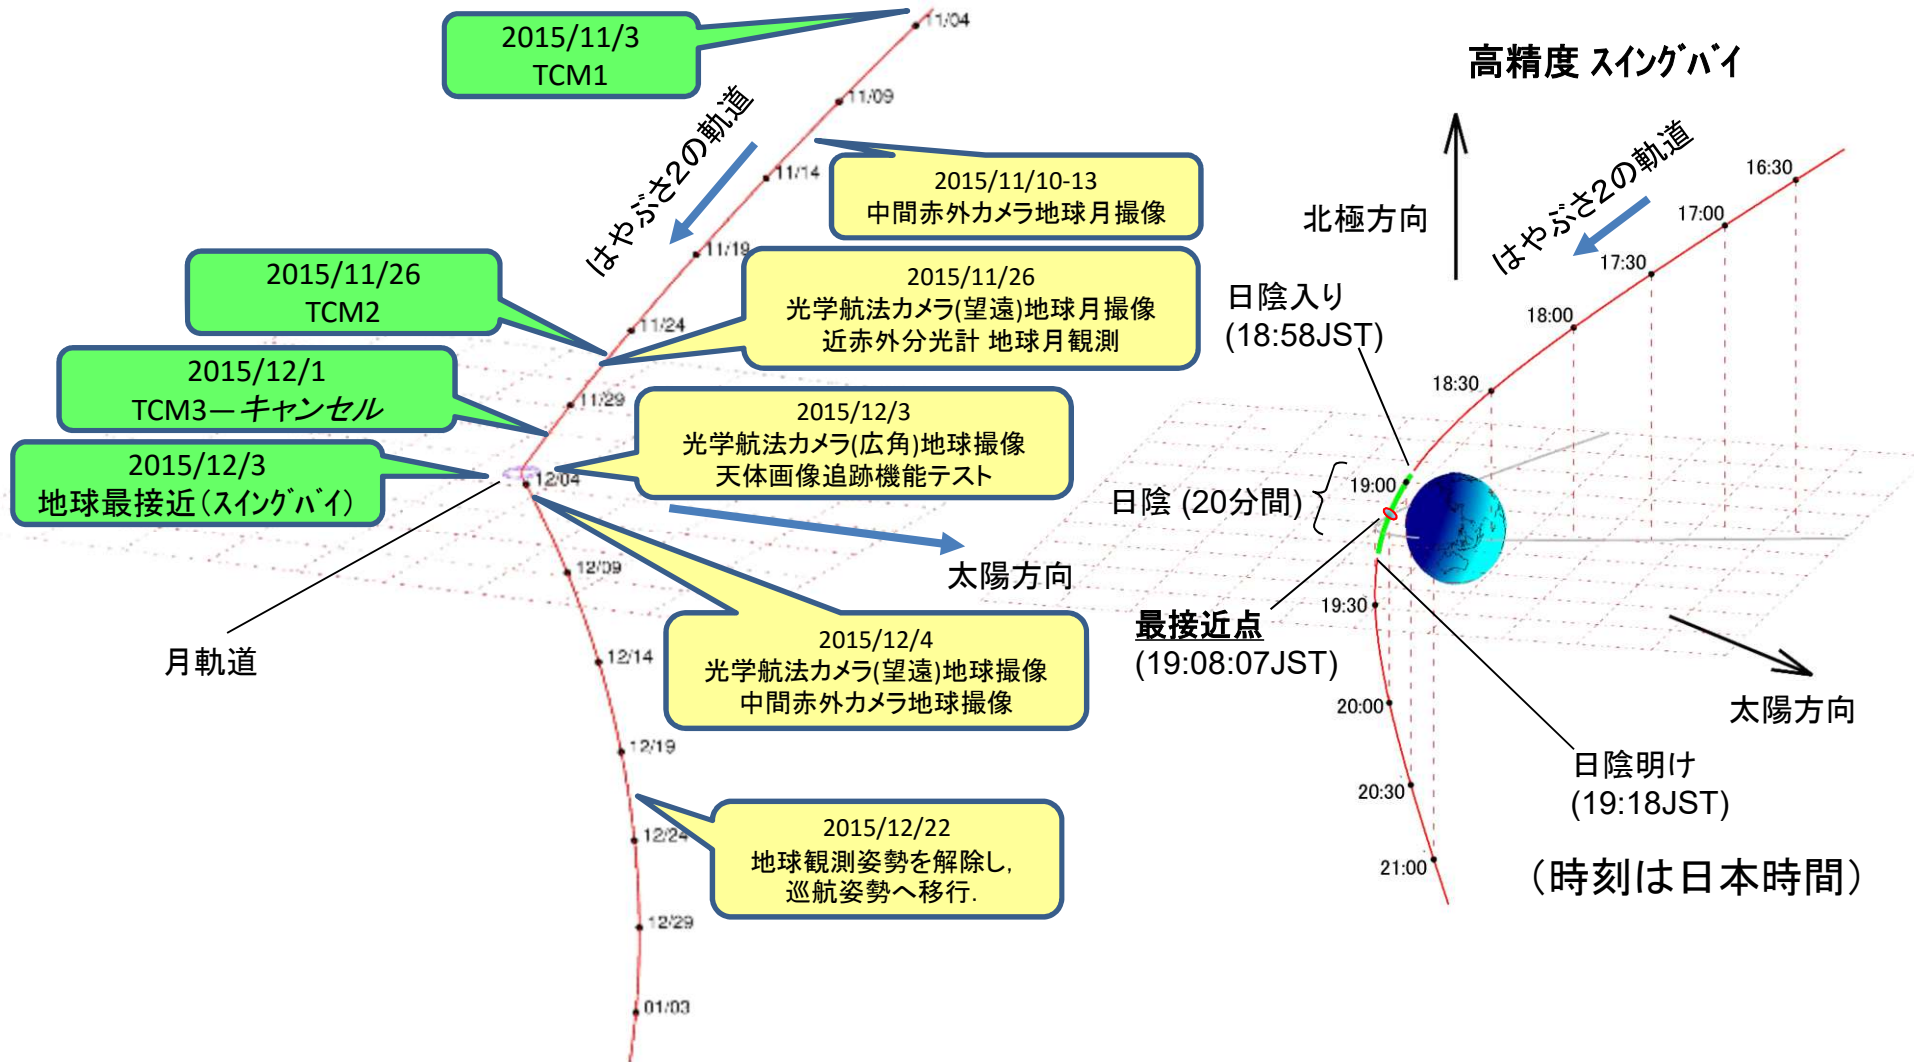 2015/11/3
TCM1
11/04
11/09
はやぶさ2の軌道
11/14
2015/11/10-13
中間赤外カメラ地球月撮像
11/19
2015/11/26
TCM2
2015/11/26
光学航法カメラ(望遠)地球月撮像
近赤外分光計 地球月観測
11/24
2015/12/1
TCM3―キャンセル
11/29
2015/12/3
光学航法カメラ(広角)地球撮像
天体画像追跡機能テスト
2015/12/3
地球最接近(スイングバイ)
12/04
太陽方向
12/09
月軌道
2015/12/4
光学航法カメラ(望遠)地球撮像
中間赤外カメラ地球撮像
12/14
12/19
2015/12/22
地球観測姿勢を解除し,
巡航姿勢へ移行.
12/24
12/29
01/03
高精度 スイングバイ
はやぶさ2の軌道
北極方向
16:30
17:00
17:30
18:00
日陰入り
(18:58JST)
18:30
19:00
日陰 (20分間)
最接近点
(19:08:07JST)
19:30
太陽方向
20:00
日陰明け
(19:18JST)
20:30
21:00
(時刻は日本時間)